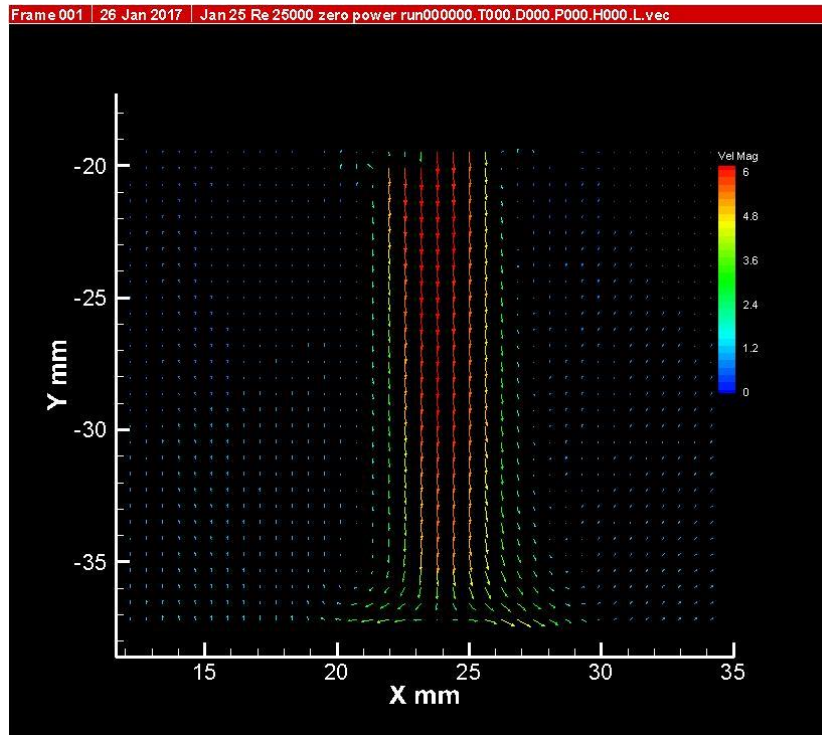 Frame 001 | 26 Jan 2017 | Jan 25 Re 25000 zero power run000000.T000.D000.P000.H000.L.vec
Vel Mag
6
4.8
3.6
2.4
1.2
0
-20
-25
-30
-35
Y mm
15 20 25 30 35
X mm